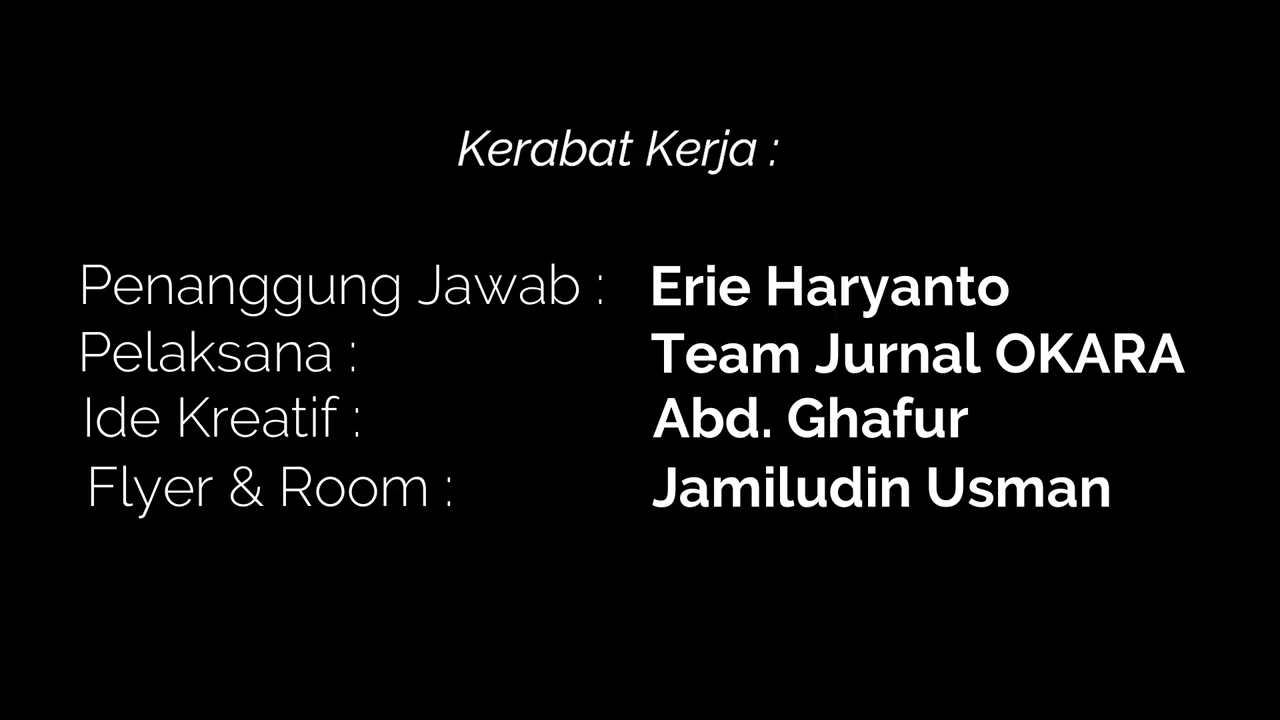 Kerabat Kerja :
Penanggung Jawab : Erie Haryanto
Pelaksana : Team Jurnal OKARA
Ide Kreatif : Abd. Ghafur
Flyer & Room : Jamiludin Usman